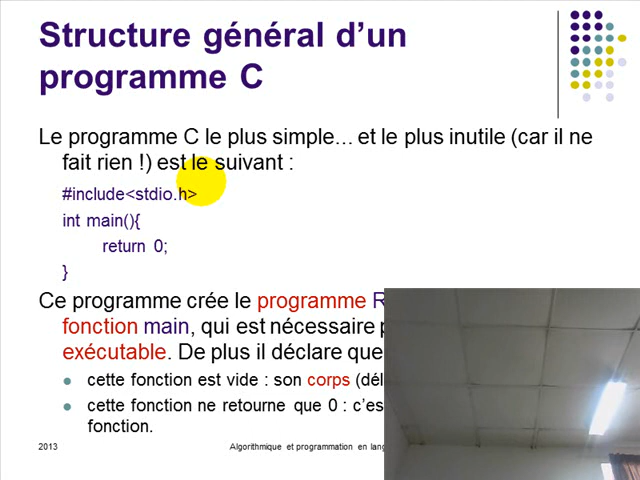 Structure général d’un
programme C
Le programme C le plus simple... et le plus inutile (car il ne
fait rien !) est le suivant :
#include<stdio.h>
int main(){
return 0;
}
Ce programme crée le programme
fonction main, qui est nécessaire
exécutable. De plus il déclare que
cette fonction est vide : son corps
cette fonction ne retourne que 0 : c’es
fonction.
2013
Algorithmique et programmation en lang